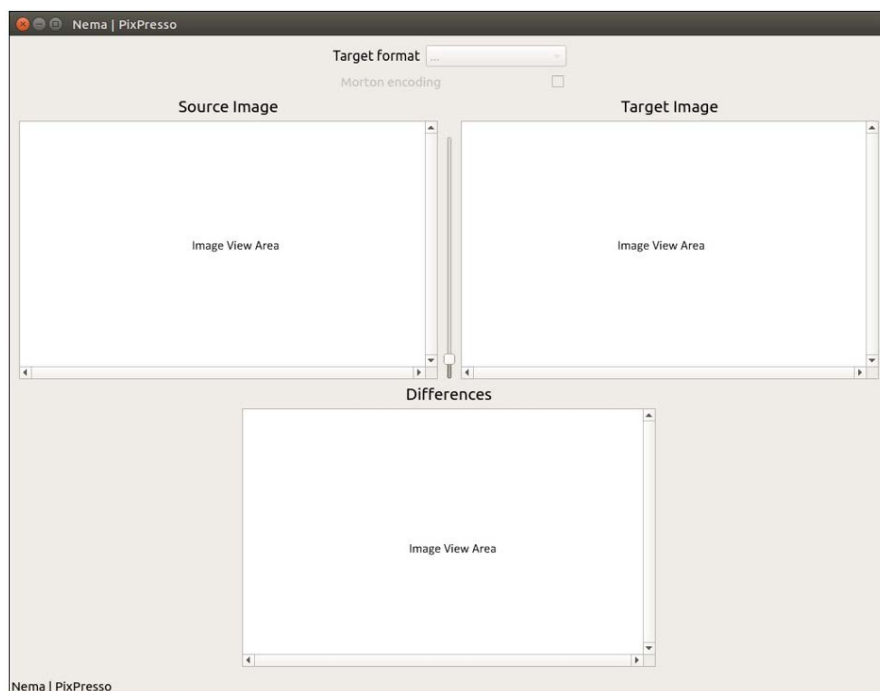 Nema | PixPresso
Target format ...
Morton encoding
Source Image
Target Image
Image View Area
Image View Area
Differences
Image View Area
Nema | PixPresso